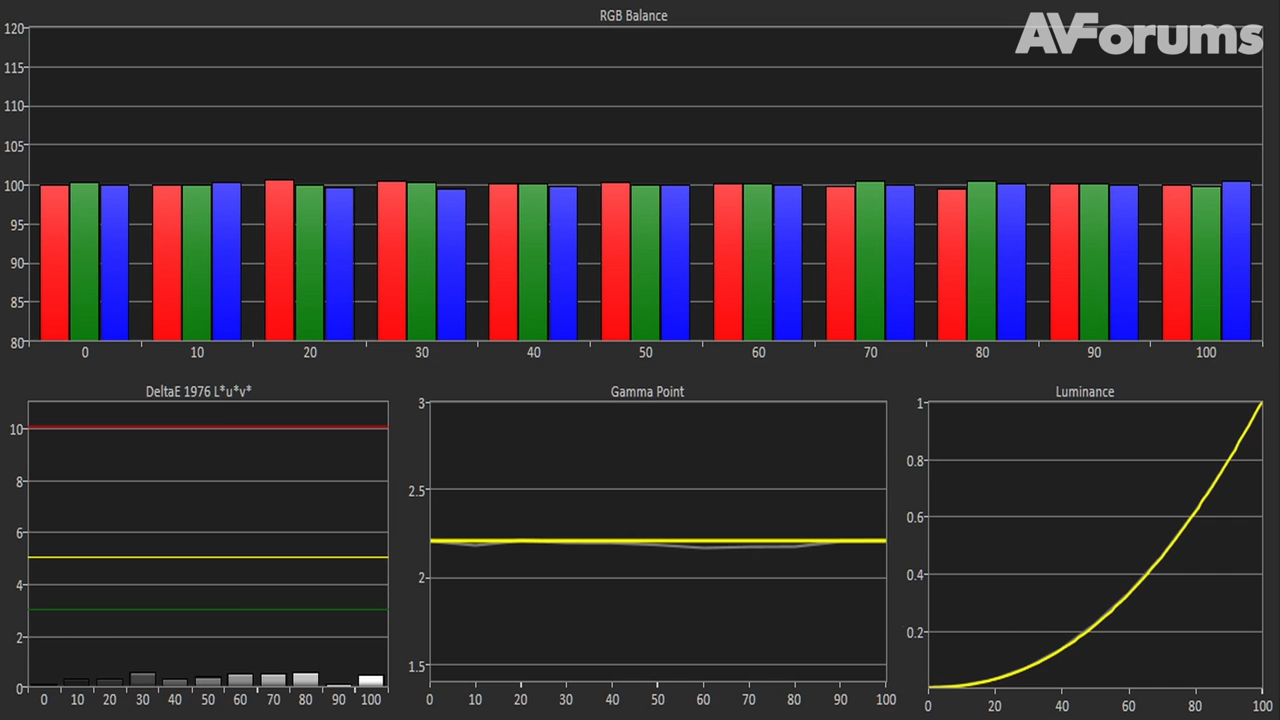 RGB Balance
AVForums
120
115
110
105
100
95
90
85
80
0 10 20 30 40 50 60 70 80 90 100
DeltaE 1976 L*u*v*
10
8
6
4
2
0
0 10 20 30 40 50 60 70 80 90 100
Gamma Point
3
2.5
2
1.5
0 10 20 30 40 50 60 70 80 90 100
Luminance
1
0.8
0.6
0.4
0.2
0 20 40 60 80 100